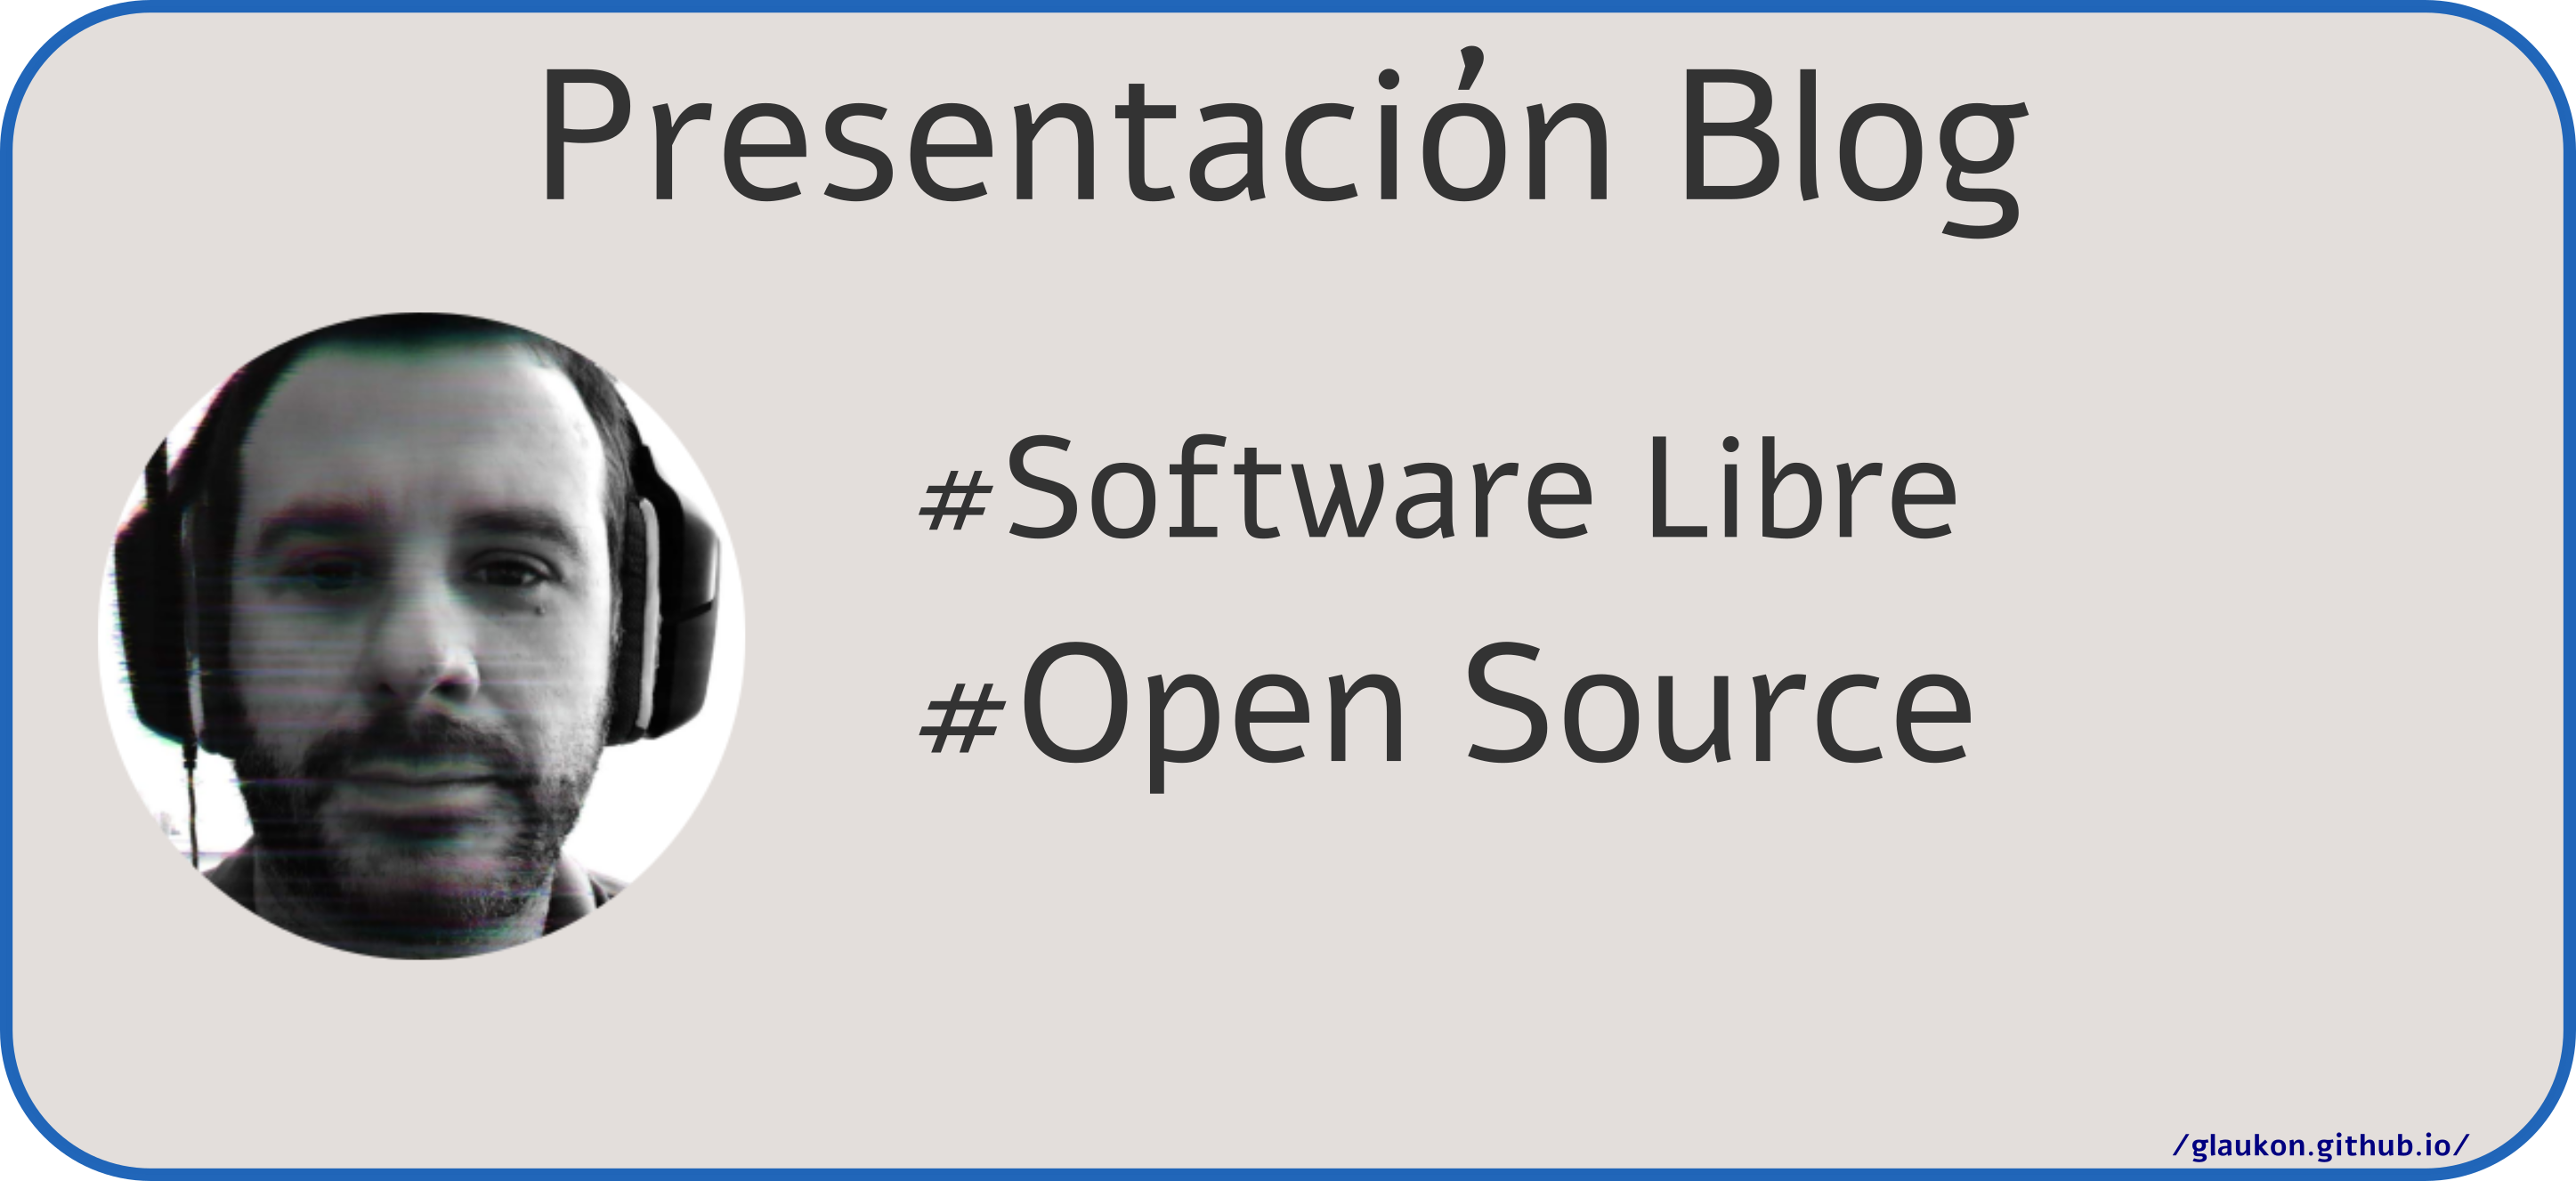 Presentación Blog
#Software Libre
#Open Source
/glaukon.github.io/